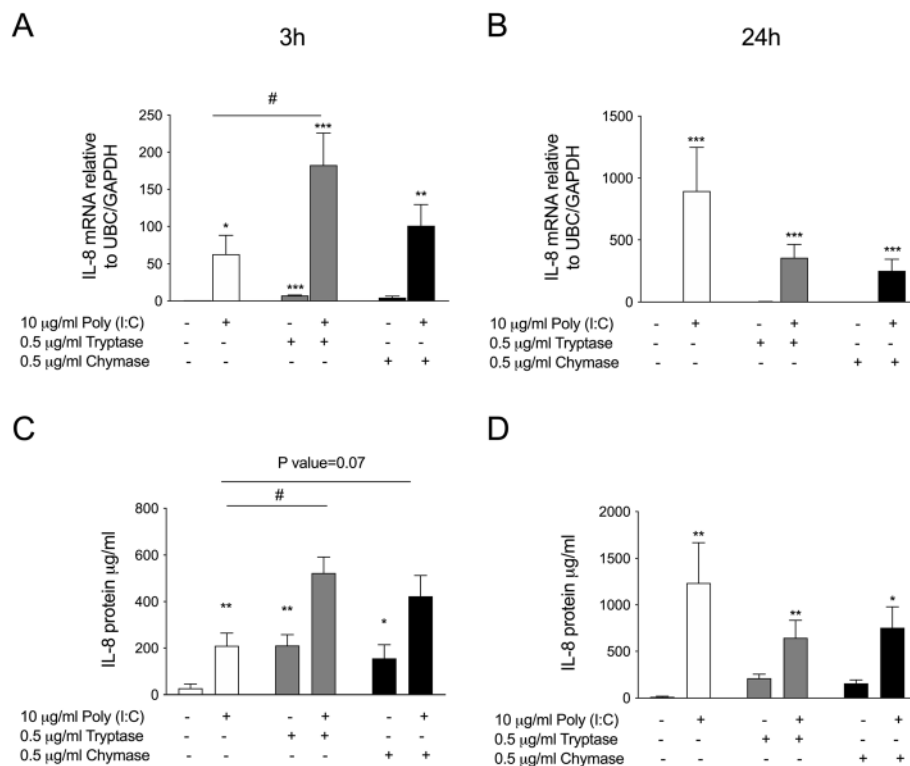 A
3h
B
24h
#
IL-8 mRNA relative
to UBC/GAPDH
250
200
150
100
50
0
*
***
***
**
10 μg/ml Poly (I:C) - + - + - +
0.5 μg/ml Tryptase - - + + - -
0.5 μg/ml Chymase - - - - + +
IL-8 mRNA relative
to UBC/GAPDH
1500
1000
500
0
***
***
***
10 μg/ml Poly (I:C) - + - + - +
0.5 μg/ml Tryptase - - + + - -
0.5 μg/ml Chymase - - - - + +
C
P value=0.07
#
IL-8 protein μg/ml
800
600
400
200
0
**
**
*
10 μg/ml Poly (I:C) - + - + - +
0.5 μg/ml Tryptase - - + + - -
0.5 μg/ml Chymase - - - - + +
D
IL-8 protein μg/ml
2000
1500
1000
500
0
**
**
*
10 μg/ml Poly (I:C) - + - + - +
0.5 μg/ml Tryptase - - + + - -
0.5 μg/ml Chymase - - - - + +